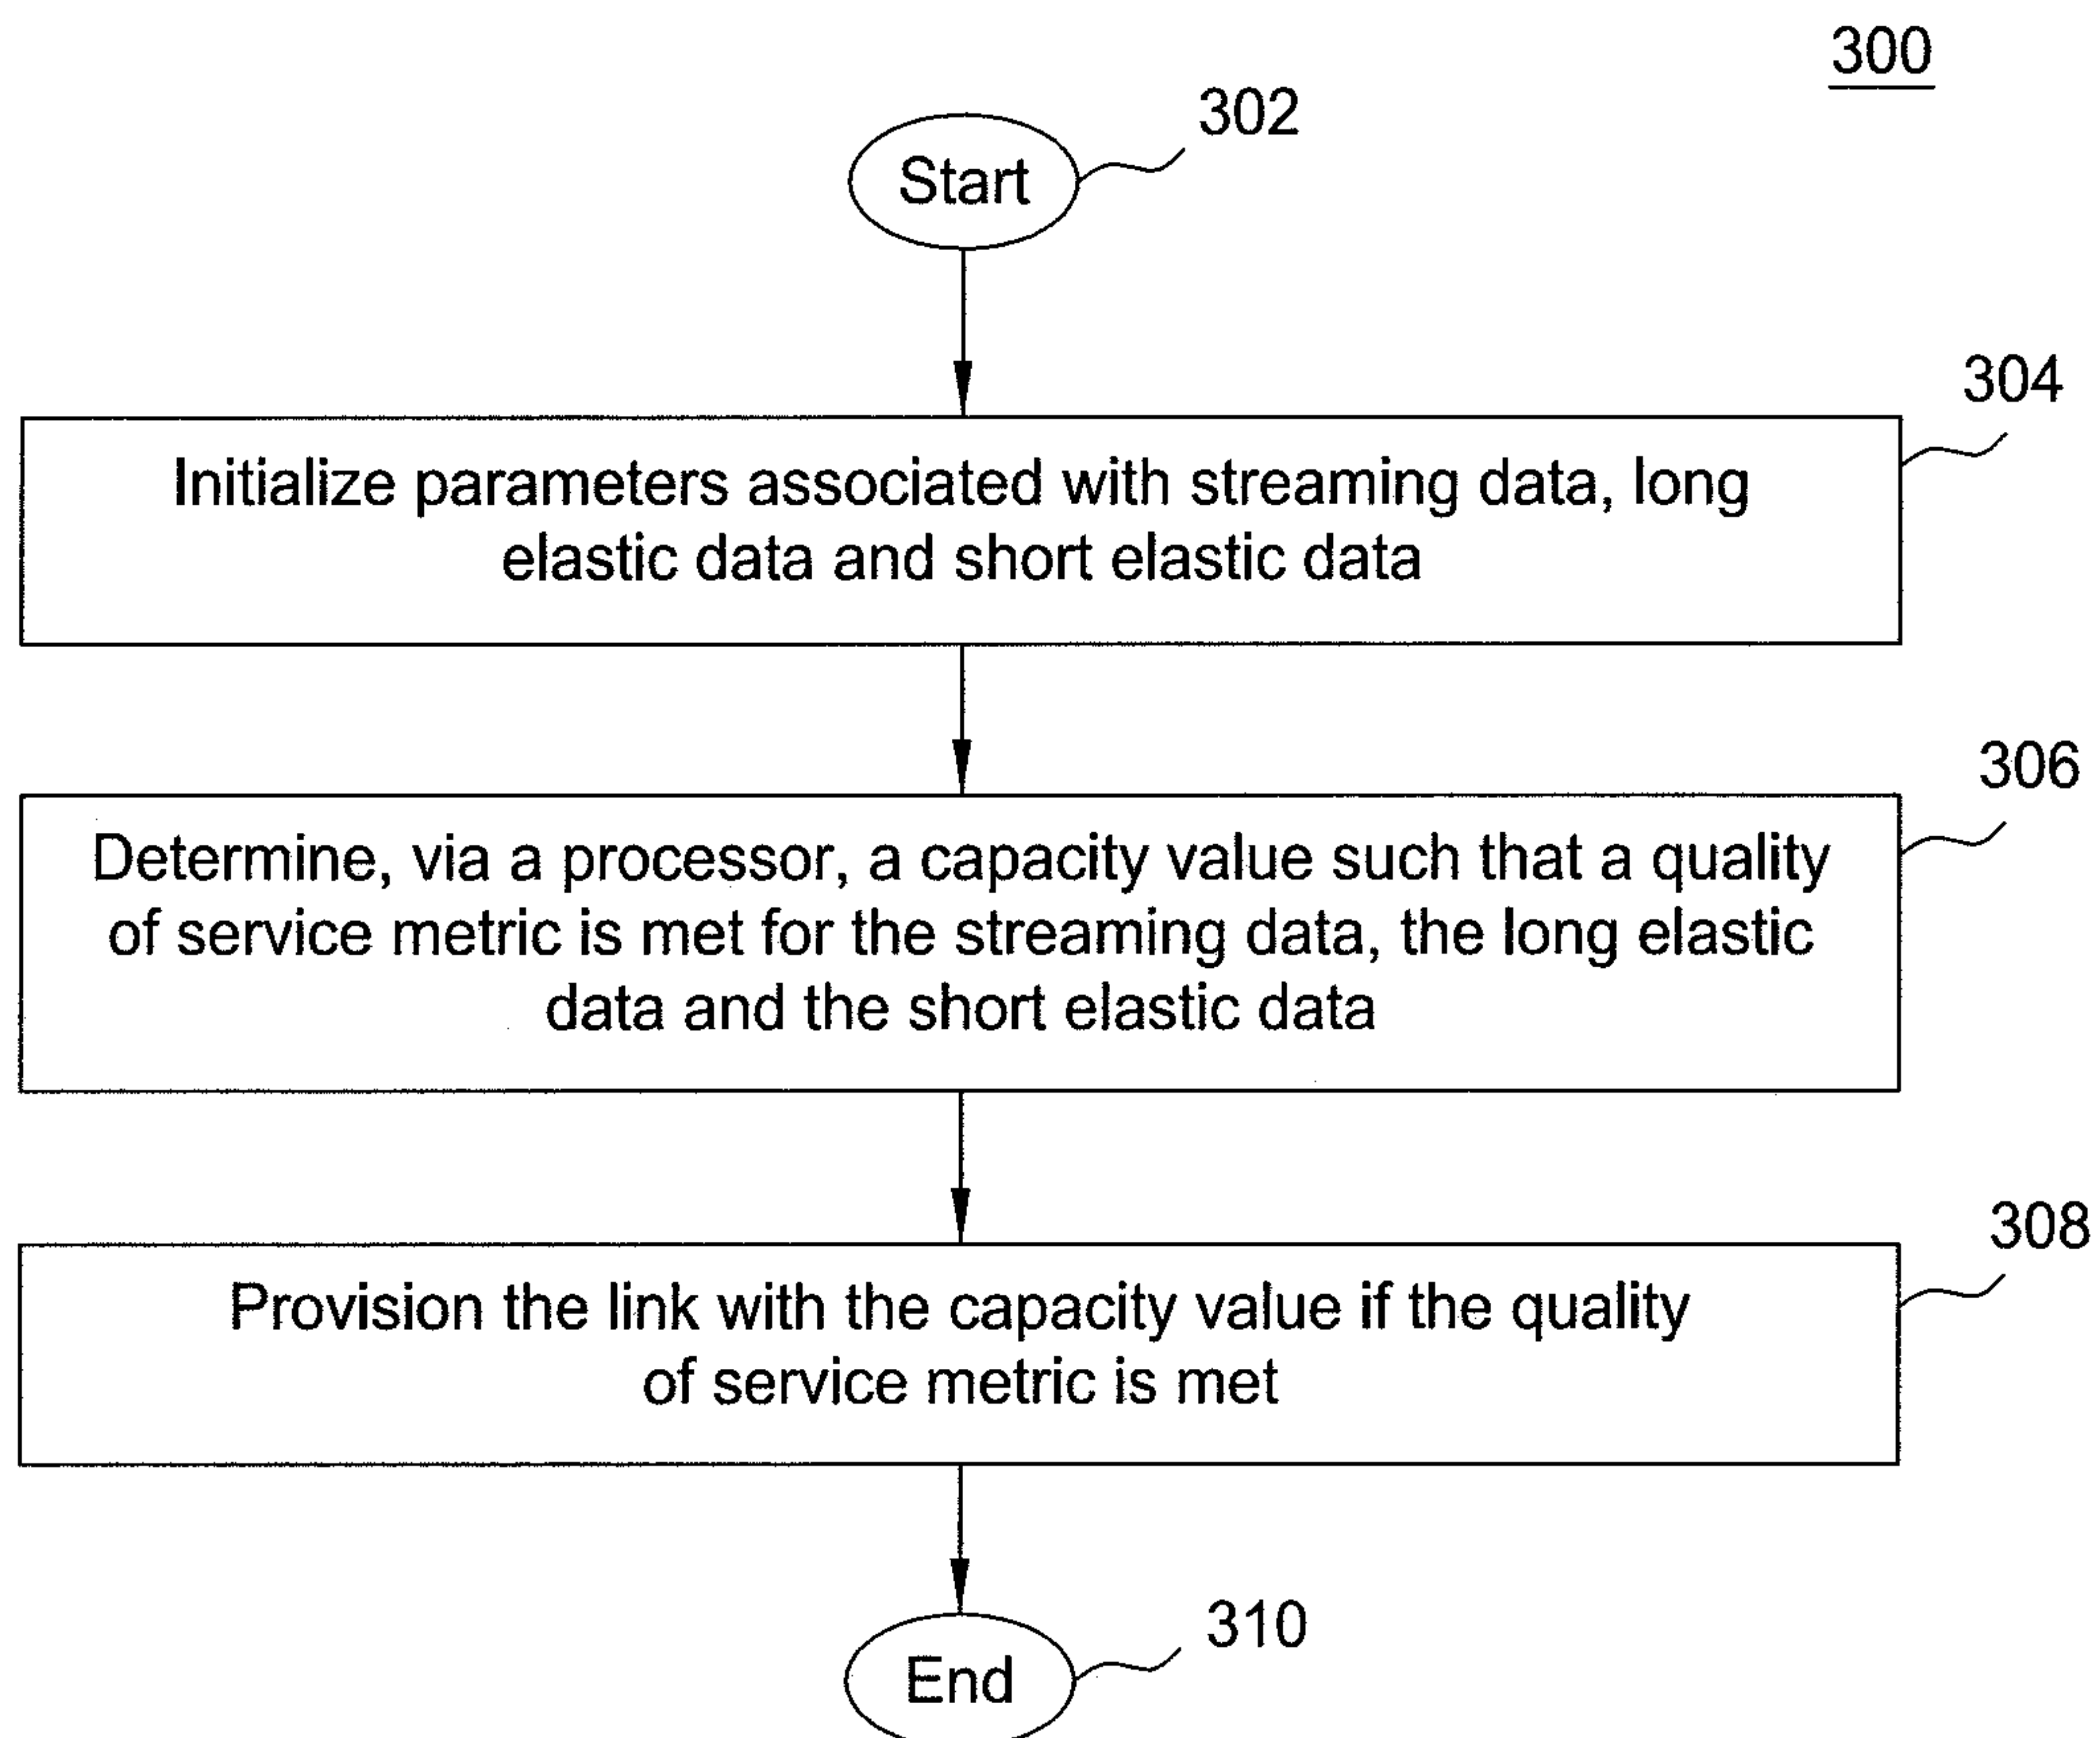 300
302
Start
304
Initialize parameters associated with streaming data, long
elastic data and short elastic data
306
Determine, via a processor, a capacity value such that a quality
of service metric is met for the streaming data, the long elastic
data and the short elastic data
308
Provision the link with the capacity value if the quality
of service metric is met
310
End